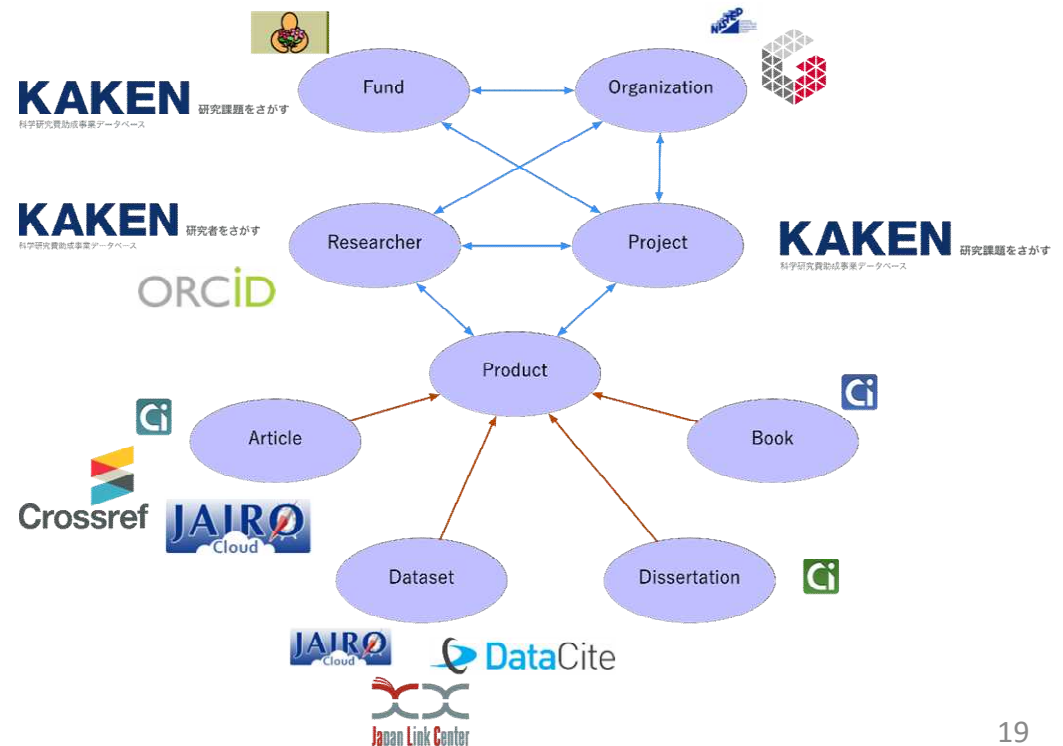 NISTEP
Fund
Organization
KAKEN 研究課題をさがす
科学研究費助成事業データベース
KAKEN 研究者をさがす
科学研究費助成事業データベース
Researcher
Project
KAKEN 研究課題をさがす
科学研究費助成事業データベース
ORCiD
Product
Ci
Ci
Article
Book
Crossref
JAIRO
Cloud
Dataset
Dissertation
Ci
JAIRO
Cloud
DataCite
Japan Link Center
19